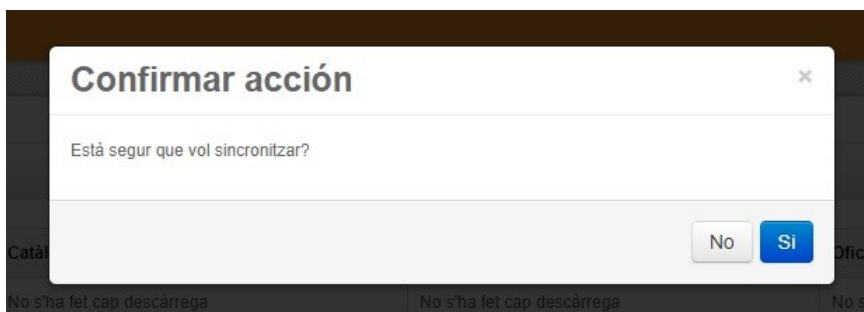 Confirmar acción
×
Està segur que vol sincronitzar?
No
Si
No s'ha fet cap descàrrega
No s'ha fet cap descàrrega
No